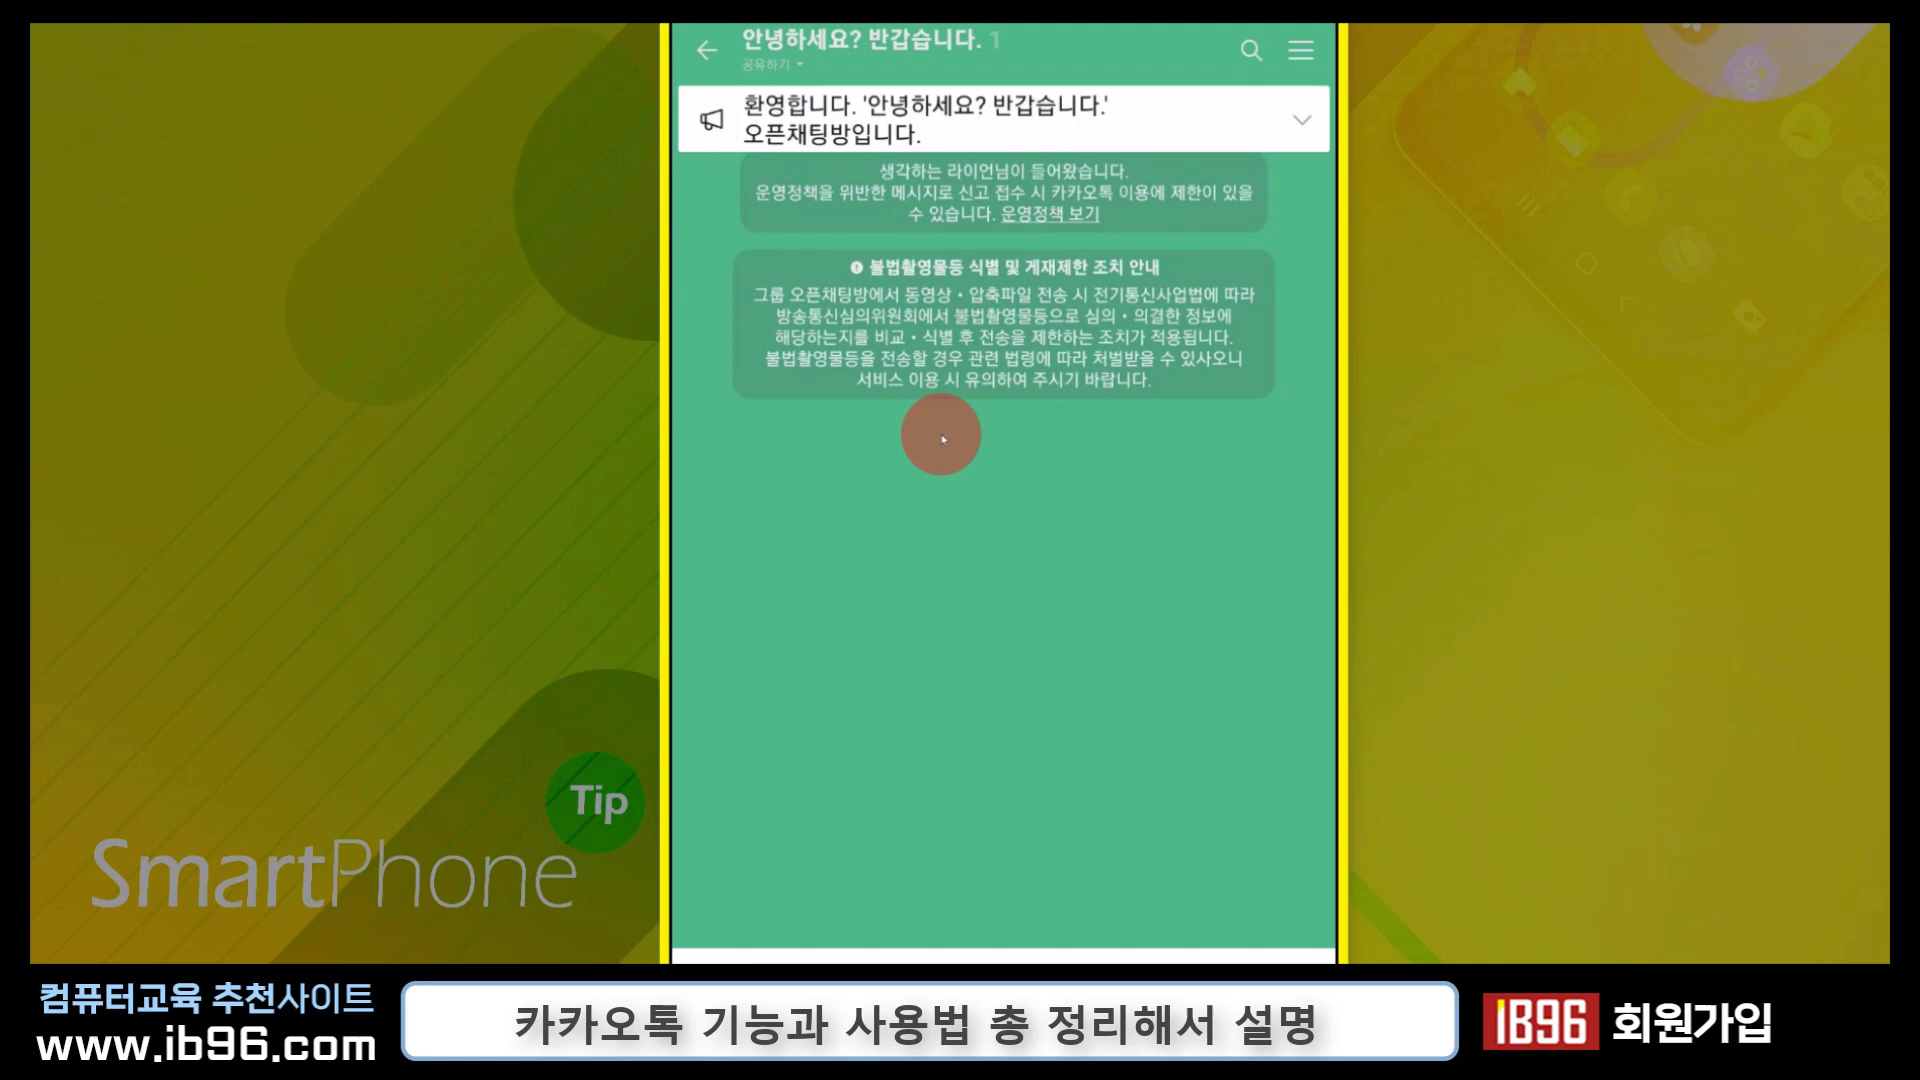 안녕하세요? 반갑습니다. 1
공유하기
환영합니다. '안녕하세요? 반갑습니다.'
오픈채팅방입니다.
생각하는 라이언님이 들어왔습니다.
운영정책을 위반한 메시지로 신고 접수 시 카카오톡 이용에 제한이 있을
수 있습니다. 운영정책 보기
불법촬영물등 식별 및 게재제한 조치 안내
그룹 오픈채팅방에서 동영상・압축파일 전송 시 전기통신사업법에 따라
방송통신심의위원회에서 불법촬영물등으로 심의・의결한 정보에
해당하는지를 비교・식별 후 전송을 제한하는 조치가 적용됩니다.
불법촬영물등을 전송할 경우 관련 법령에 따라 처벌받을 수 있사오니
서비스 이용 시 유의하여 주시기 바랍니다.
Tip
SmartPhone
컴퓨터교육 추천사이트
www.ib96.com
카카오톡 기능과 사용법 총 정리해서 설명
IB96 회원가입